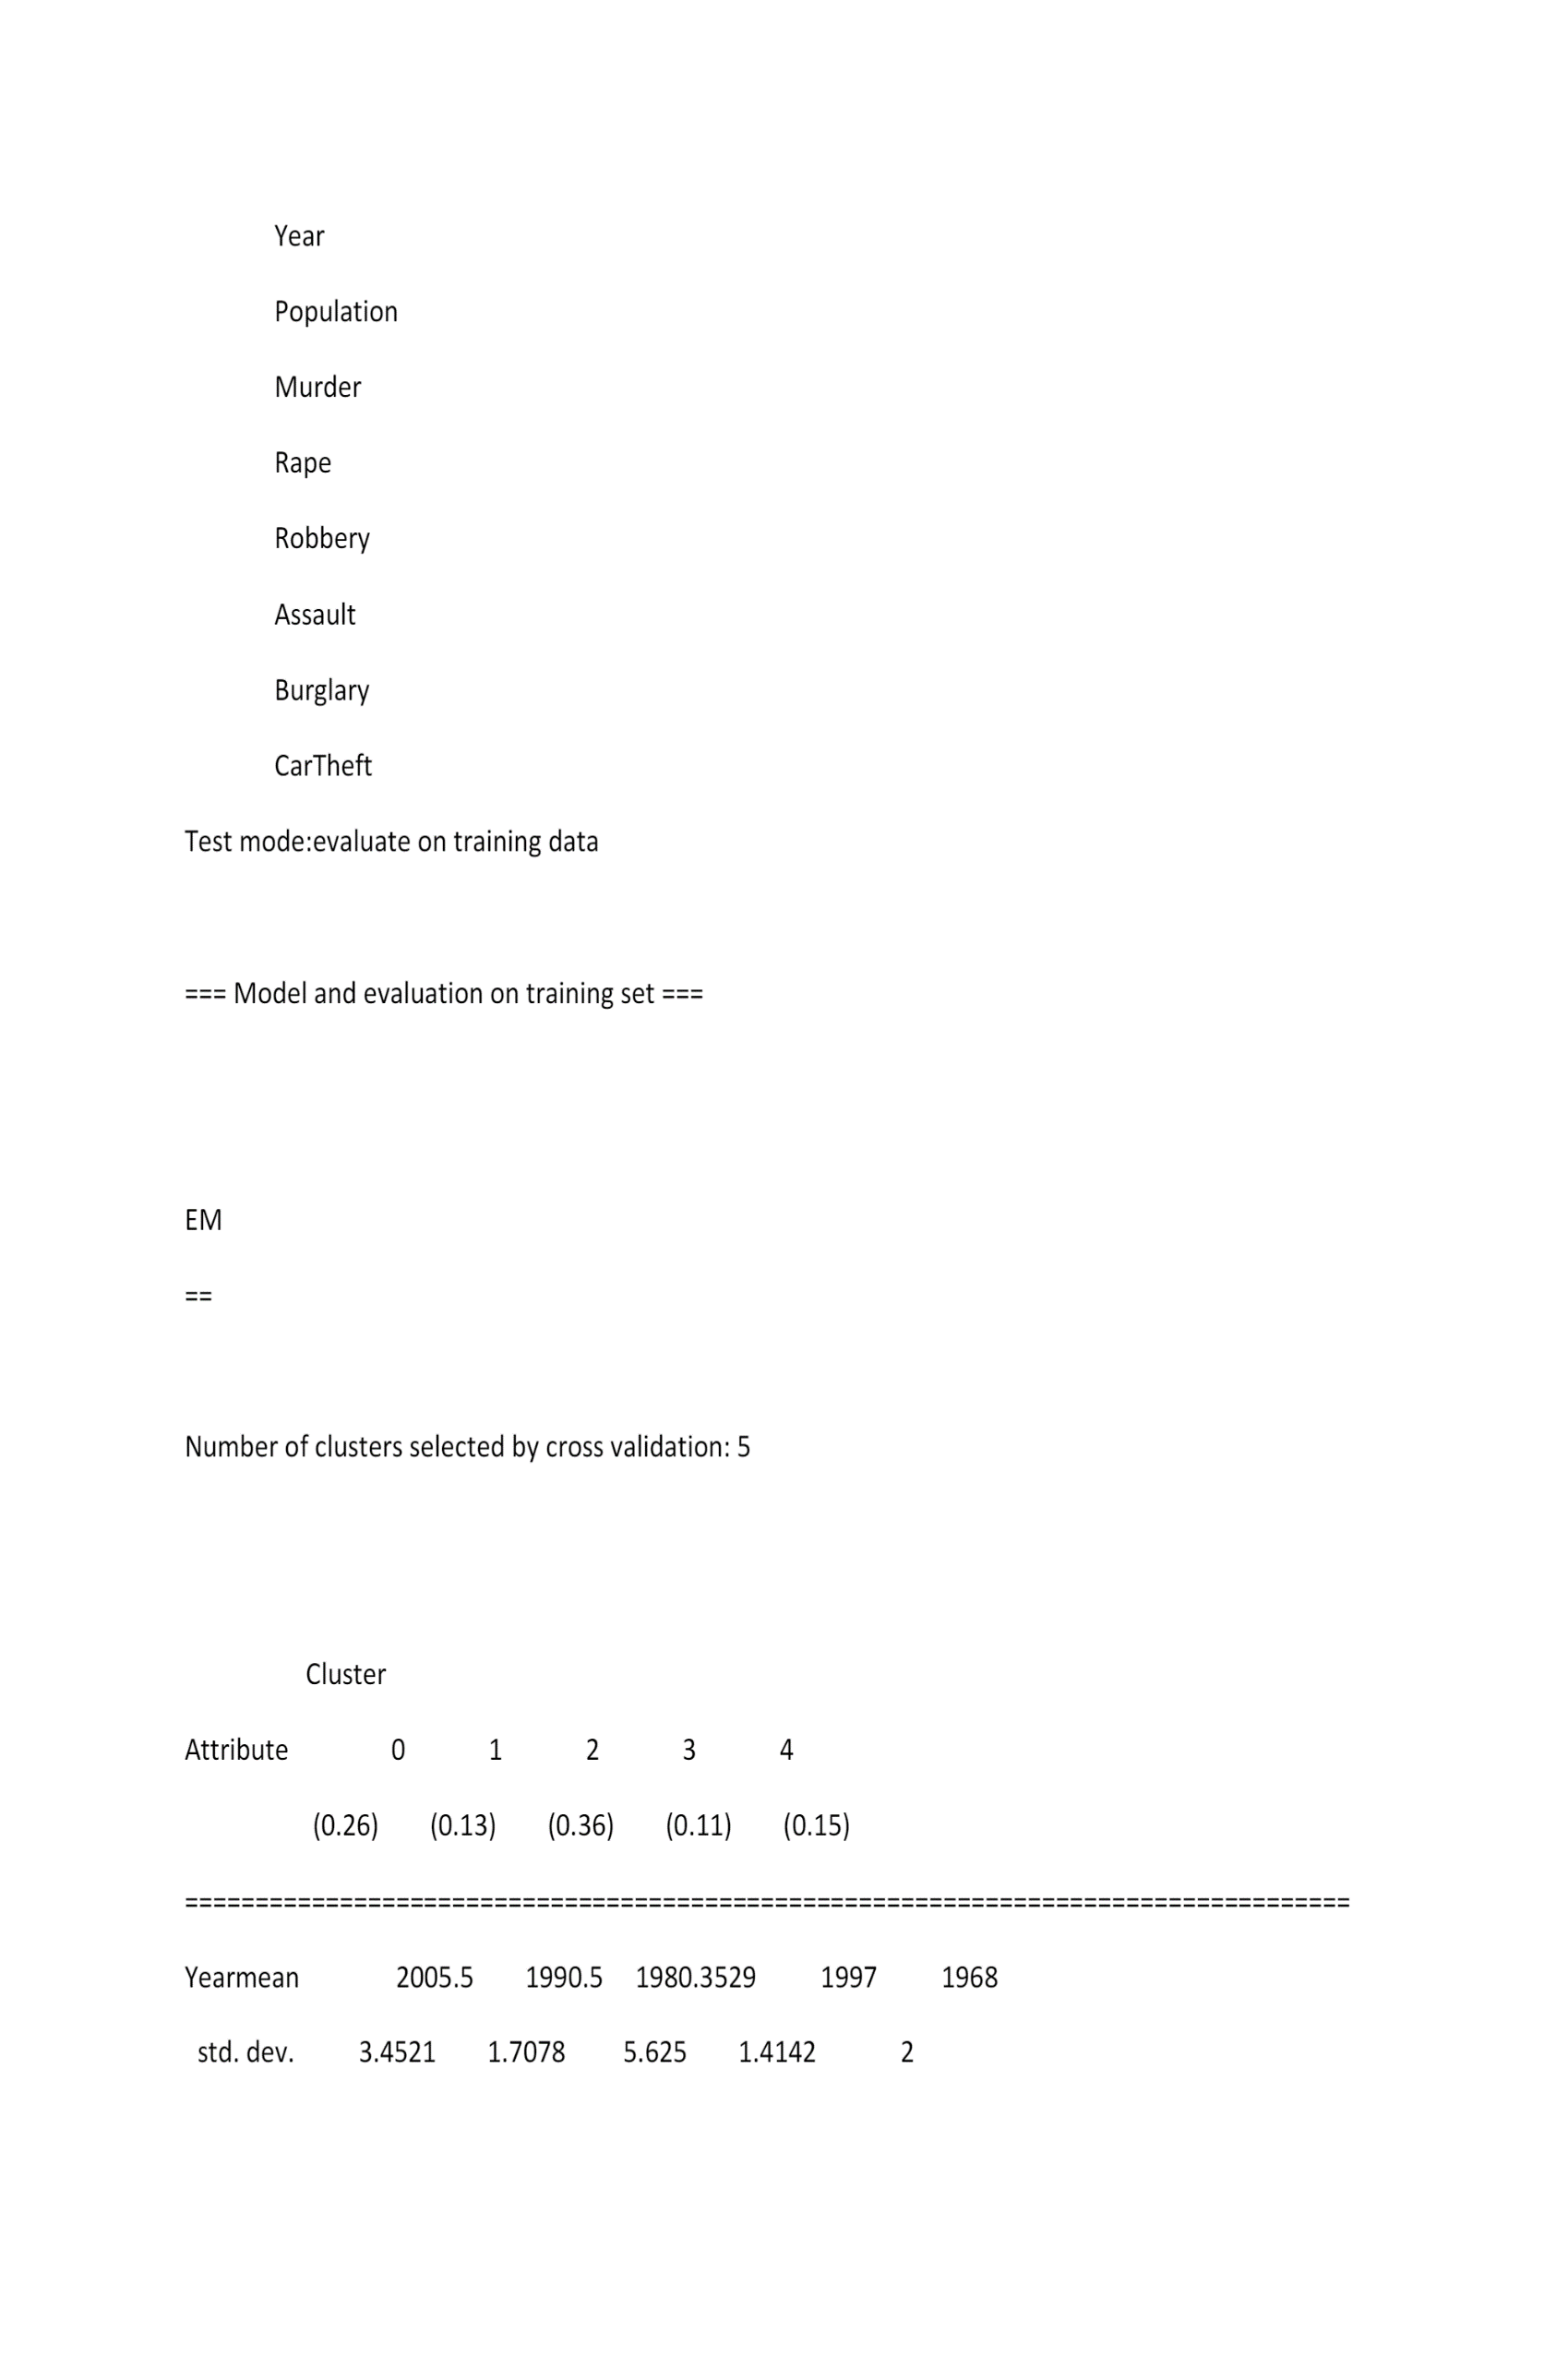 Year
Population
Murder
Rape
Robbery
Assault
Burglary
CarTheft
Test mode:evaluate on training data
=== Model and evaluation on training set ===
EM
==
Number of clusters selected by cross validation: 5
Cluster
Attribute 0 1 2 3 4
(0.26) (0.13) (0.36) (0.11) (0.15)
===================================================================================
Yearmean 2005.5 1990.5 1980.3529 1997 1968
std. dev. 3.4521 1.7078 5.625 1.4142 2